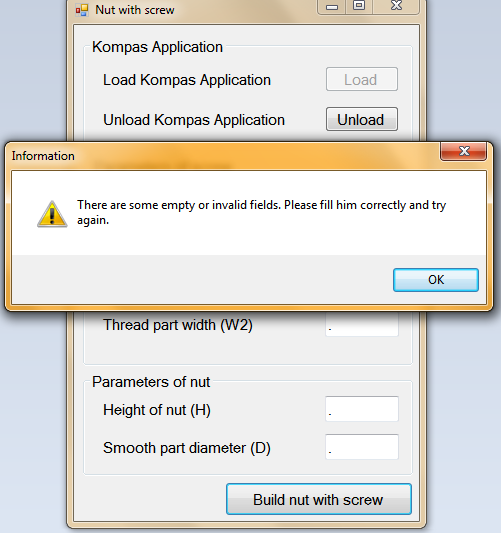 Nut with screw
Kompas Application
Load Kompas Application Load
Unload Kompas Application Unload
Information
There are some empty or invalid fields. Please fill him correctly and try
again.
OK
Thread part width (W2) .
Parameters of nut
Height of nut (H) .
Smooth part diameter (D) .
Build nut with screw